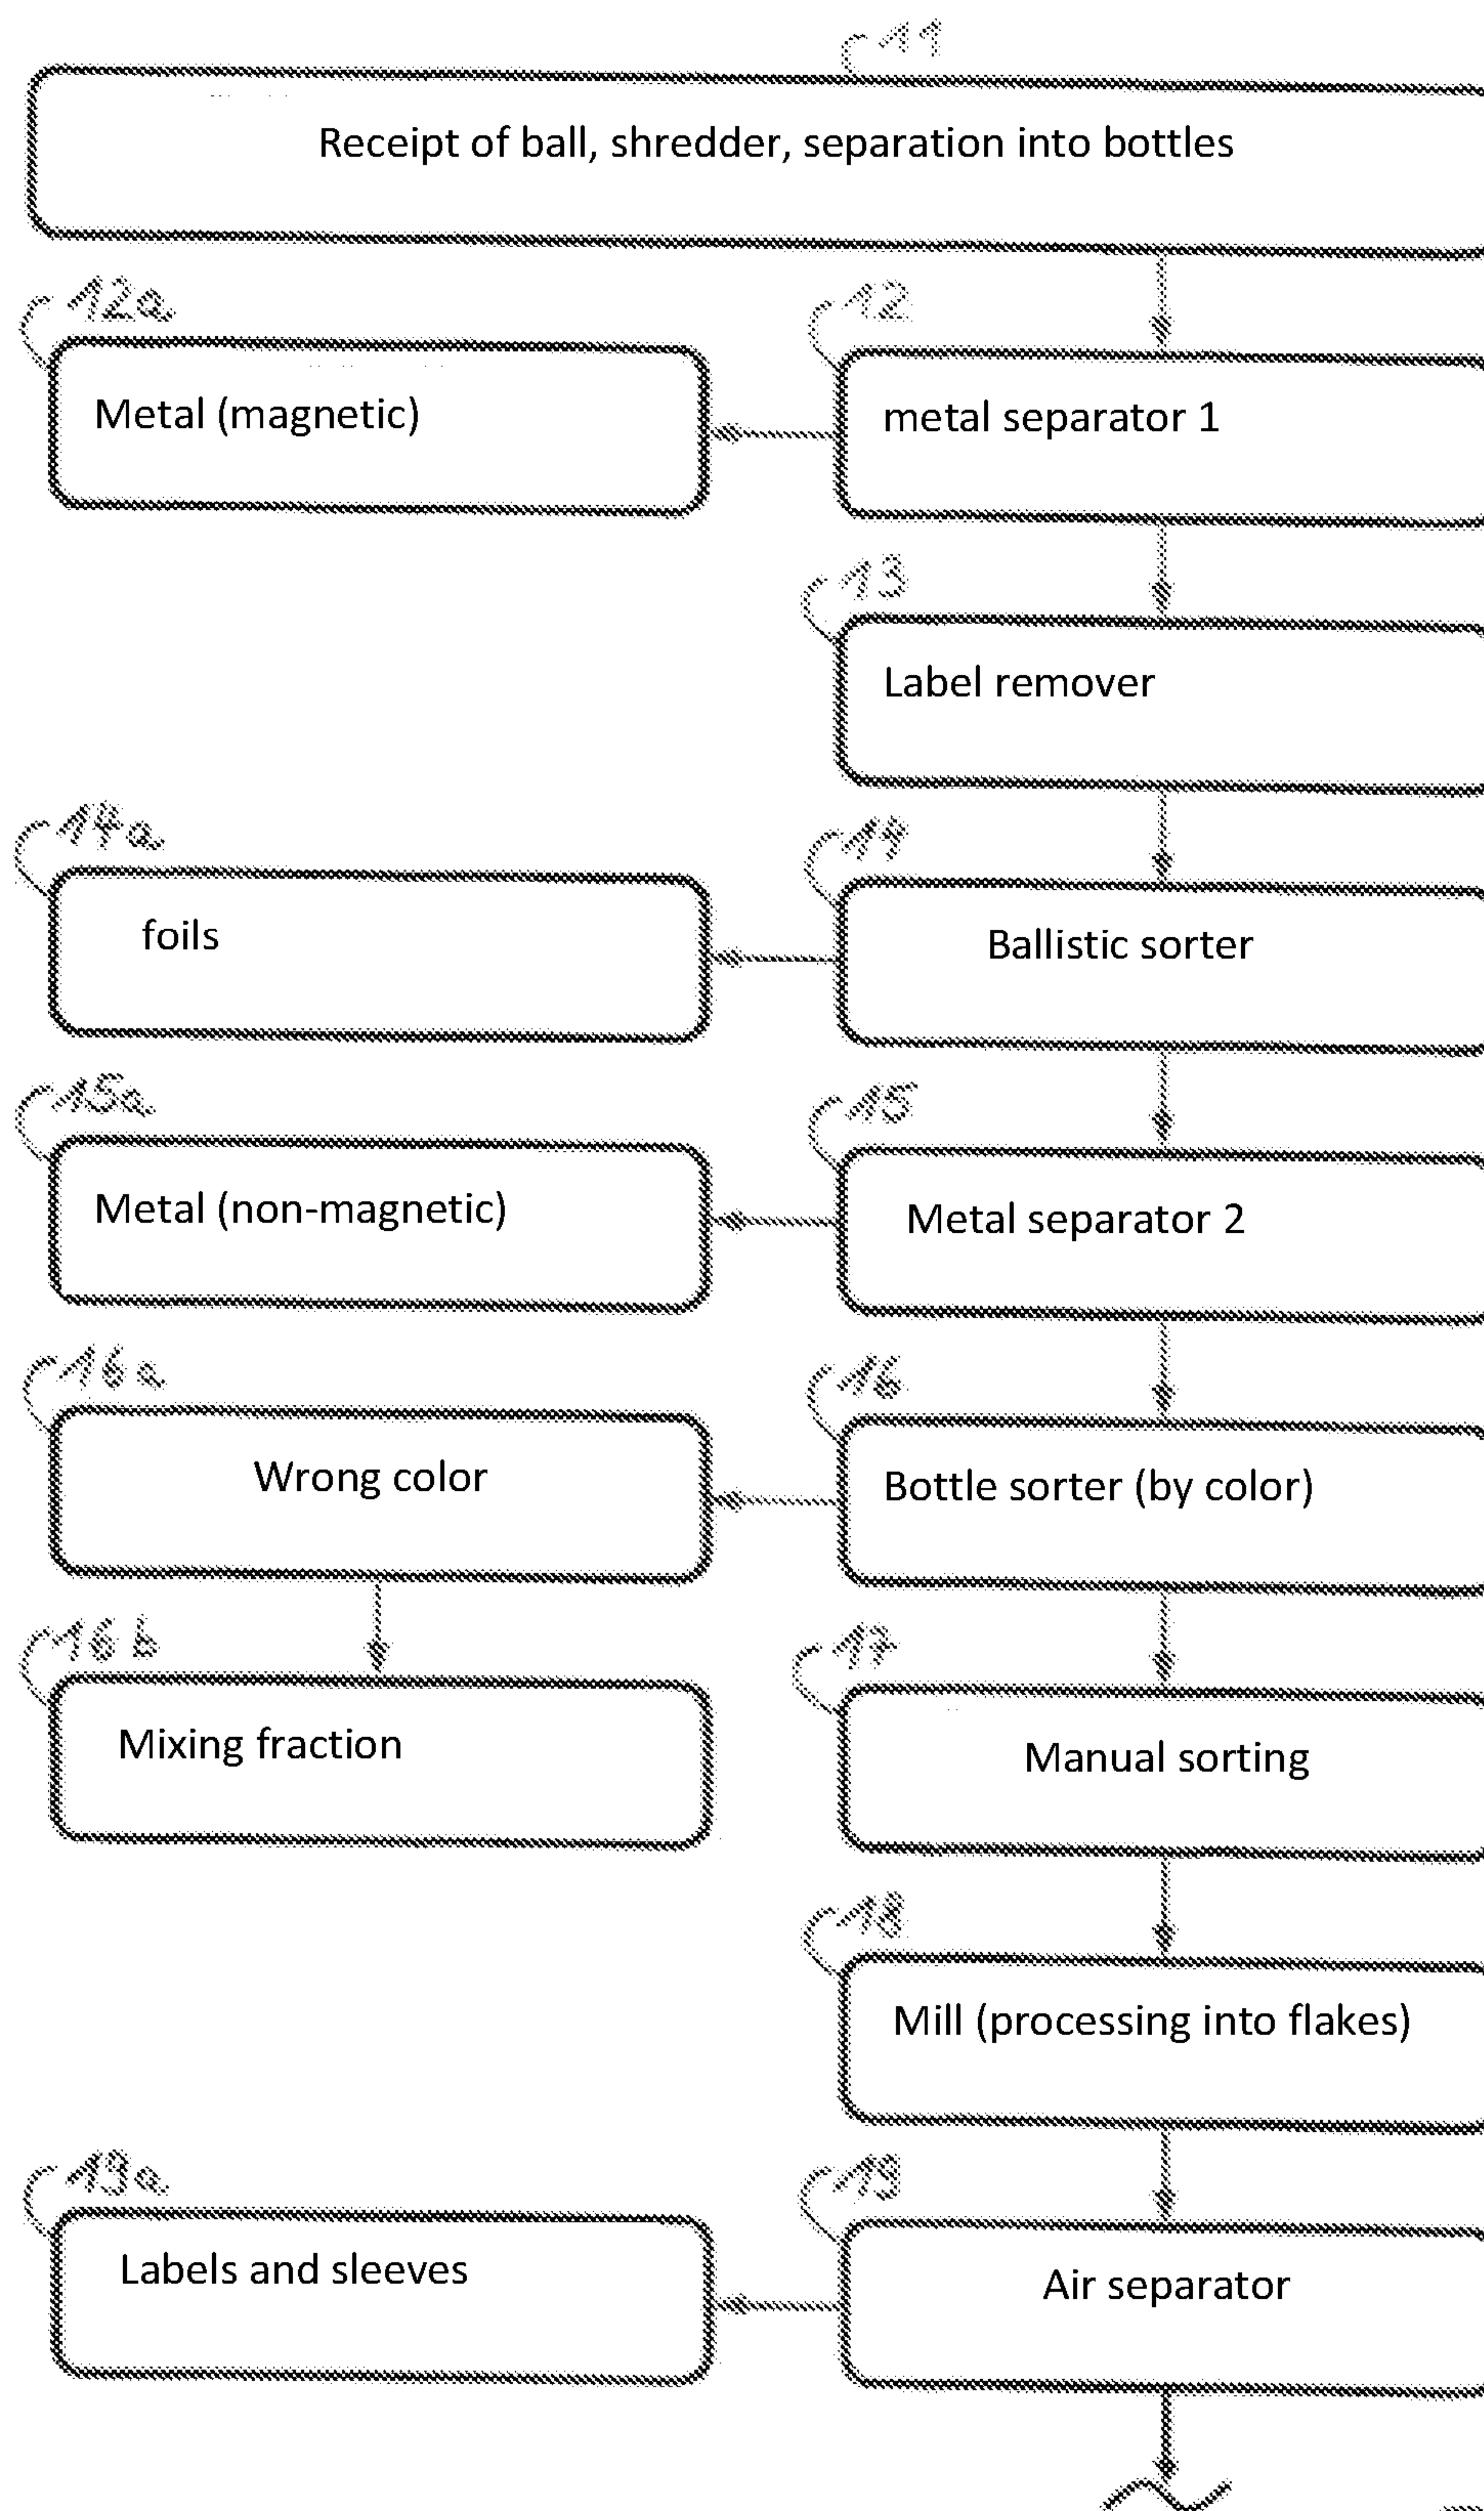 11
Receipt of ball, shredder, separation into bottles
12a
12
Metal (magnetic)
metal separator 1
13
Label remover
14a
14
foils
Ballistic sorter
15a
15
Metal (non-magnetic)
Metal separator 2
16a
16
Wrong color
Bottle sorter (by color)
16b
17
Mixing fraction
Manual sorting
18
Mill (processing into flakes)
19a
19
Labels and sleeves
Air separator